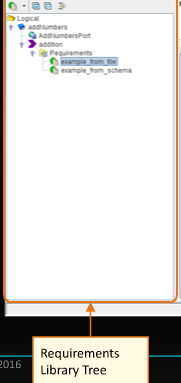 Logical
addNumbers
AddNumbersPort
addition
Requirements
example_from_file
example_from_schema
Requirements
Library Tree
2016